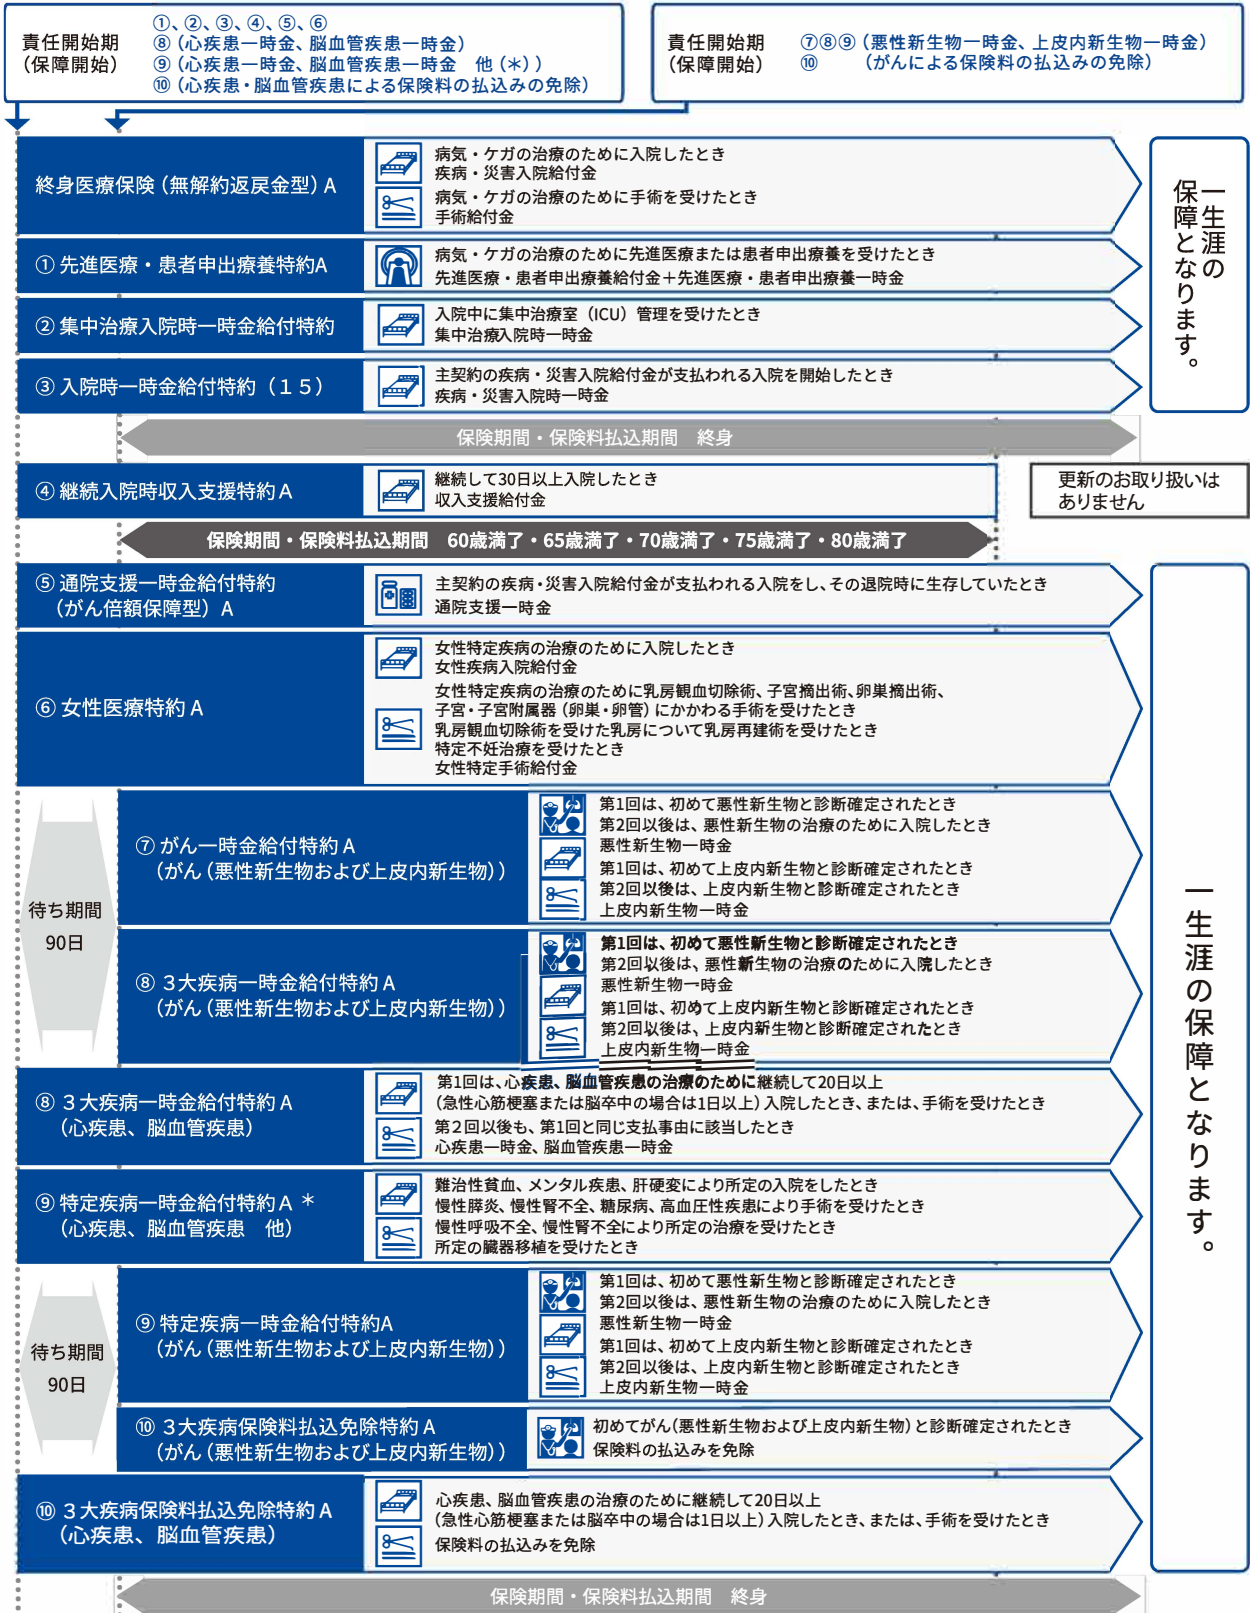 責任開始期
（保障開始）
①、②、③、④、⑤、⑥
⑧（心疾患一時金、脳血管疾患一時金）
⑨（心疾患一時金、脳血管疾患一時金　他（＊））
⑩（心疾患・脳血管疾患による保険料の払込みの免除）
責任開始期
（保障開始）
⑦⑧⑨（悪性新生物一時金、上皮内新生物一時金）
⑩　　（がんによる保険料の払込みの免除）
終身医療保険（無解約返戻金型）A
病気・ケガの治療のために入院したとき
疾病・災害入院給付金
病気・ケガの治療のために手術を受けたとき
手術給付金
①先進医療・患者申出療養特約A
病気・ケガの治療のために先進医療または患者申出療養を受けたとき
先進医療・患者申出療養給付金＋先進医療・患者申出療養一時金
②集中治療入院時一時金給付特約
入院中に集中治療室（ICU）管理を受けたとき
集中治療入院時一時金
③入院時一時金給付特約（１５）
主契約の疾病・災害入院給付金が支払われる入院を開始したとき
疾病・災害入院時一時金
一生涯の
保障となります。
保険期間・保険料払込期間　終身
④継続入院時収入支援特約A
継続して30日以上入院したとき
収入支援給付金
更新のお取り扱いは
ありません
保険期間・保険料払込期間　60歳満了・65歳満了・70歳満了・75歳満了・80歳満了
⑤通院支援一時金給付特約
（がん倍額保障型）A
主契約の疾病・災害入院給付金が支払われる入院をし、その退院時に生存していたとき
通院支援一時金
⑥女性医療特約A
女性特定疾病の治療のために入院したとき
女性疾病入院給付金
女性特定疾病の治療のために乳房観血切除術、子宮摘出術、卵巣摘出術、
子宮・子宮附属器（卵巣・卵管）にかかわる手術を受けたとき
乳房観血切除術を受けた乳房について乳房再建術を受けたとき
特定不妊治療を受けたとき
女性特定手術給付金
待ち期間
90日
⑦がん一時金給付特約A
（がん（悪性新生物および上皮内新生物））
第1回は、初めて悪性新生物と診断確定されたとき
第2回以後は、悪性新生物の治療のために入院したとき
悪性新生物一時金
第1回は、初めて上皮内新生物と診断確定されたとき
第2回以後は、上皮内新生物と診断確定されたとき
上皮内新生物一時金
⑧３大疾病一時金給付特約A
（がん（悪性新生物および上皮内新生物））
第1回は、初めて悪性新生物と診断確定されたとき
第2回以後は、悪性新生物の治療のために入院したとき
悪性新生物一時金
第1回は、初めて上皮内新生物と診断確定されたとき
第2回以後は、上皮内新生物と診断確定されたとき
上皮内新生物一時金
⑧３大疾病一時金給付特約A
（心疾患、脳血管疾患）
第1回は、心疾患、脳血管疾患の治療のために継続して20日以上
（急性心筋梗塞または脳卒中の場合は1日以上）入院したとき、または、手術を受けたとき
第２回以後も、第1回と同じ支払事由に該当したとき
心疾患一時金、脳血管疾患一時金
⑨特定疾病一時金給付特約A＊
（心疾患、脳血管疾患　他）
難治性貧血、メンタル疾患、肝硬変により所定の入院をしたとき
慢性膵炎、慢性腎不全、糖尿病、高血圧性疾患により手術を受けたとき
慢性呼吸不全、慢性腎不全により所定の治療を受けたとき
所定の臓器移植を受けたとき
待ち期間
90日
⑨特定疾病一時金給付特約A
（がん（悪性新生物および上皮内新生物））
第1回は、初めて悪性新生物と診断確定されたとき
第2回以後は、悪性新生物の治療のために入院したとき
悪性新生物一時金
第1回は、初めて上皮内新生物と診断確定されたとき
第2回以後は、上皮内新生物と診断確定されたとき
上皮内新生物一時金
⑩３大疾病保険料払込免除特約A
（がん（悪性新生物および上皮内新生物））
初めてがん（悪性新生物および上皮内新生物）と診断確定されたとき
保険料の払込みを免除
⑩３大疾病保険料払込免除特約A
（心疾患、脳血管疾患）
心疾患、脳血管疾患の治療のために継続して20日以上
（急性心筋梗塞または脳卒中の場合は1日以上）入院したとき、または、手術を受けたとき
保険料の払込みを免除
一生涯の保障となります。
保険期間・保険料払込期間　終身